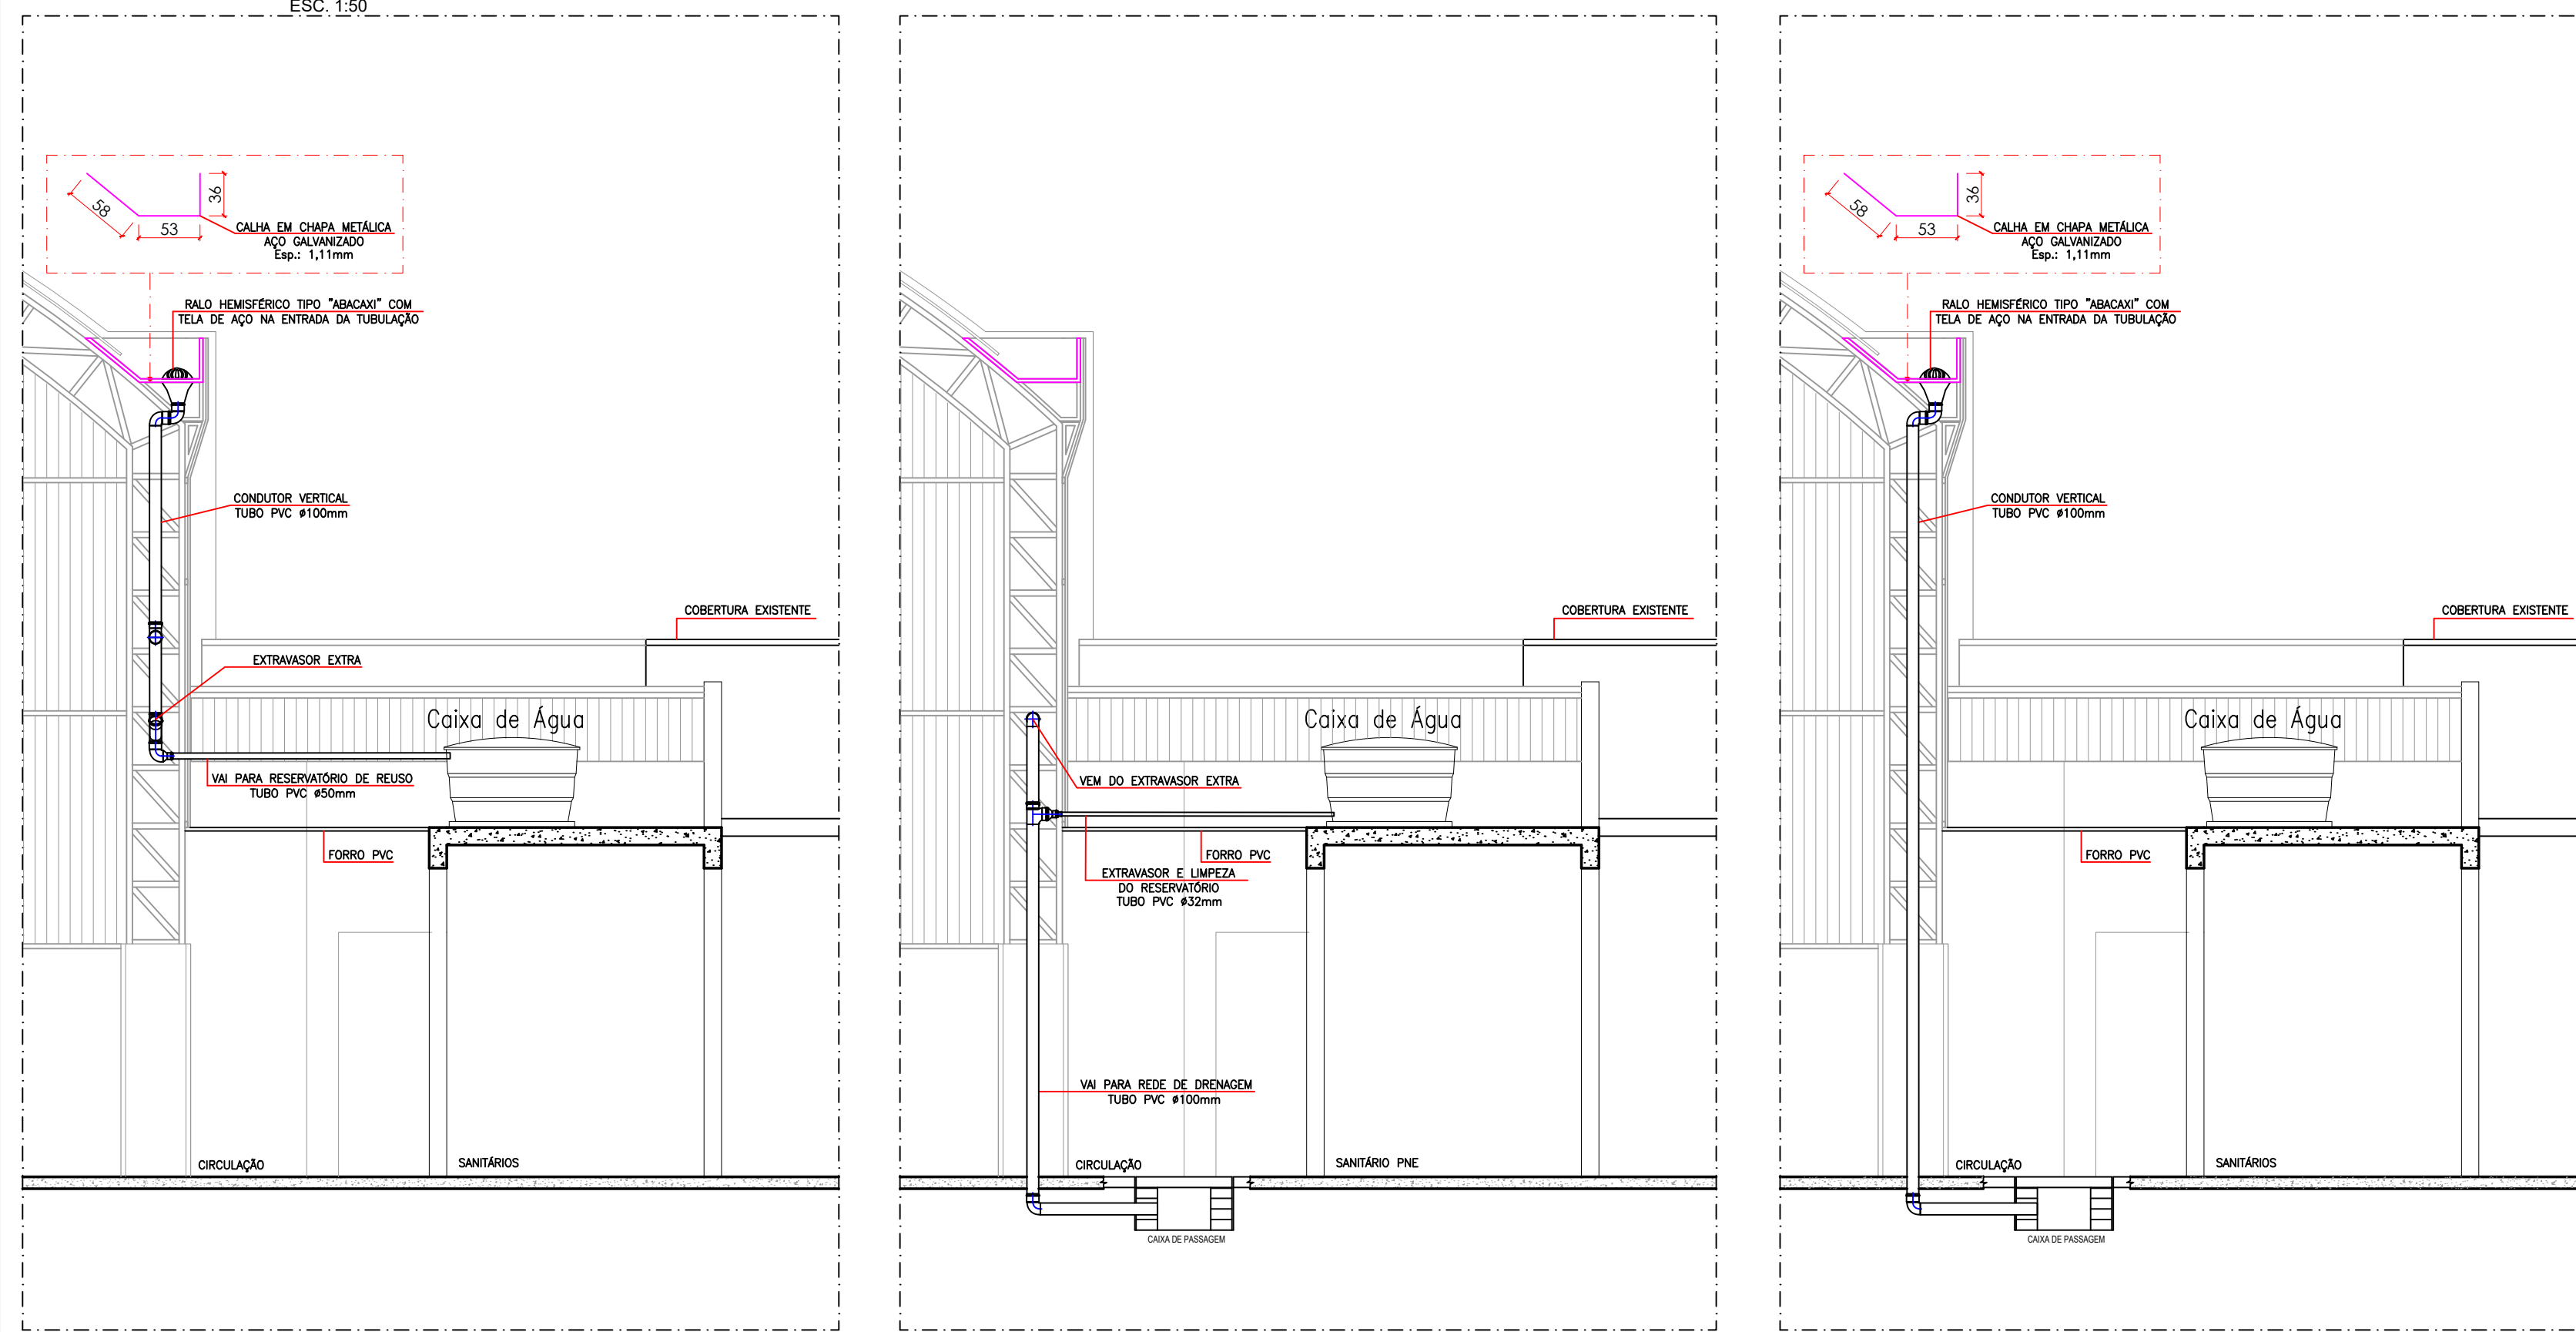 ESC. 1:50
58
53
36
CALHA EM CHAPA METÁLICA
AÇO GALVANIZADO
Esp.: 1,11mm
RALO HEMISFÉRICO TIPO "ABACAXI" COM
TELA DE AÇO NA ENTRADA DA TUBULAÇÃO
CONDUTOR VERTICAL
TUBO PVC ø100mm
COBERTURA EXISTENTE
EXTRAVASOR EXTRA
Caixa de Água
VAI PARA RESERVATÓRIO DE REUSO
TUBO PVC ø50mm
FORRO PVC
CIRCULAÇÃO
SANITÁRIOS
COBERTURA EXISTENTE
Caixa de Água
VEM DO EXTRAVASOR EXTRA
FORRO PVC
EXTRAVASOR E LIMPEZA
DO RESERVATÓRIO
TUBO PVC ø32mm
VAI PARA REDE DE DRENAGEM
TUBO PVC ø100mm
CIRCULAÇÃO
SANITÁRIO PNE
CAIXA DE PASSAGEM
58
53
36
CALHA EM CHAPA METÁLICA
AÇO GALVANIZADO
Esp.: 1,11mm
RALO HEMISFÉRICO TIPO "ABACAXI" COM
TELA DE AÇO NA ENTRADA DA TUBULAÇÃO
CONDUTOR VERTICAL
TUBO PVC ø100mm
COBERTURA EXISTENTE
Caixa de Água
FORRO PVC
CIRCULAÇÃO
SANITÁRIOS
CAIXA DE PASSAGEM